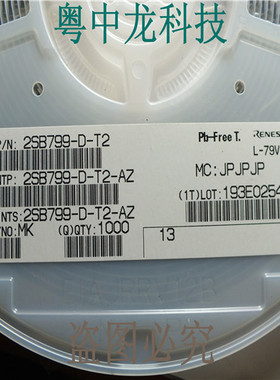 粤中龙科技
P/N: 2SB799-D-T2
Pb-Free T. RENES
L-79V
NTP: 2SB799-D-T2-AZ
MC: JPJPJP
(1T)LOT: 193E0254
NTS: 2SB799-D-T2-AZ
/NO: MK (Q)QTY: 1000
13
盗图必究